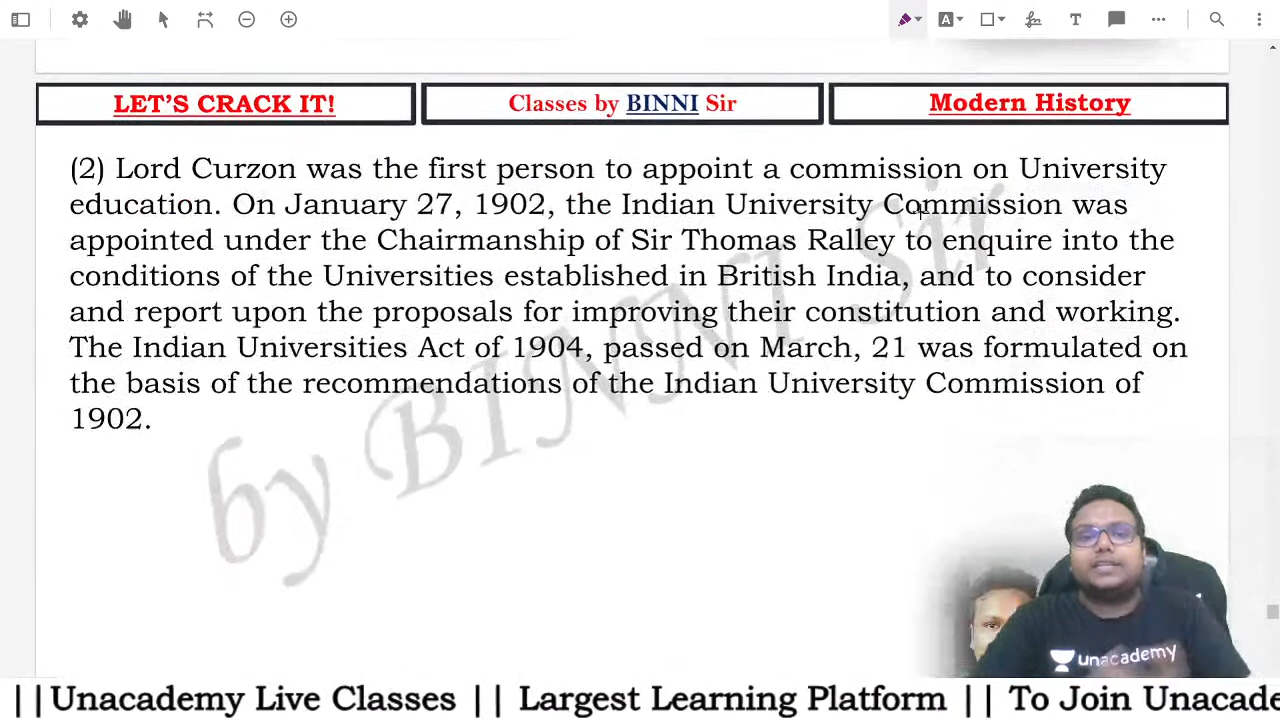 LET'S CRACK IT!
Classes by BINNI Sir
Modern History
(2) Lord Curzon was the first person to appoint a commission on University
education. On January 27, 1902, the Indian University Commission was
appointed under the Chairmanship of Sir Thomas Ralley to enquire into the
conditions of the Universities established in British India, and to consider
and report upon the proposals for improving their constitution and working.
The Indian Universities Act of 1904, passed on March, 21 was formulated on
the basis of the recommendations of the Indian University Commission of
1902.
by BINNI Sir
unacademy
||Unacademy Live Classes || Largest Learning Platform || To Join Unacade